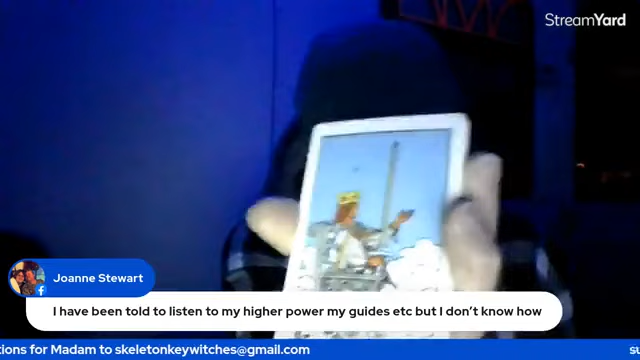 StreamYard
Joanne Stewart
I have been told to listen to my higher power my guides etc but I don't know how
tions for Madam to skeletonkeywitches@gmail.com
su